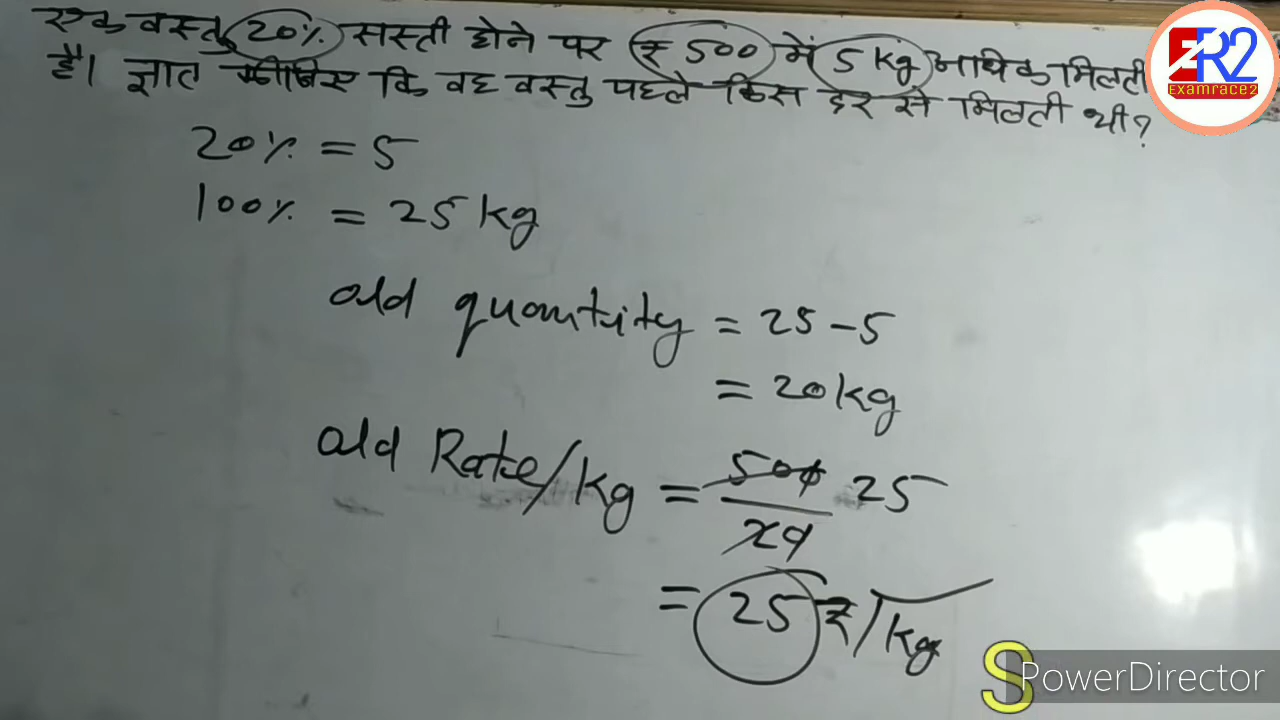 एक वस्तु 20% सस्ती होने पर ₹ 500 में 5 kg अधिक मिलती
है। ज्ञात कीजिए कि वह वस्तु पहले किस दर से मिलती थी?
ER2
Examrace2
20% = 5
100% = 25 kg
old quantity = 25 - 5
= 20 kg
old Rate/kg = 500/20 25
= 25 ₹/kg
PowerDirector